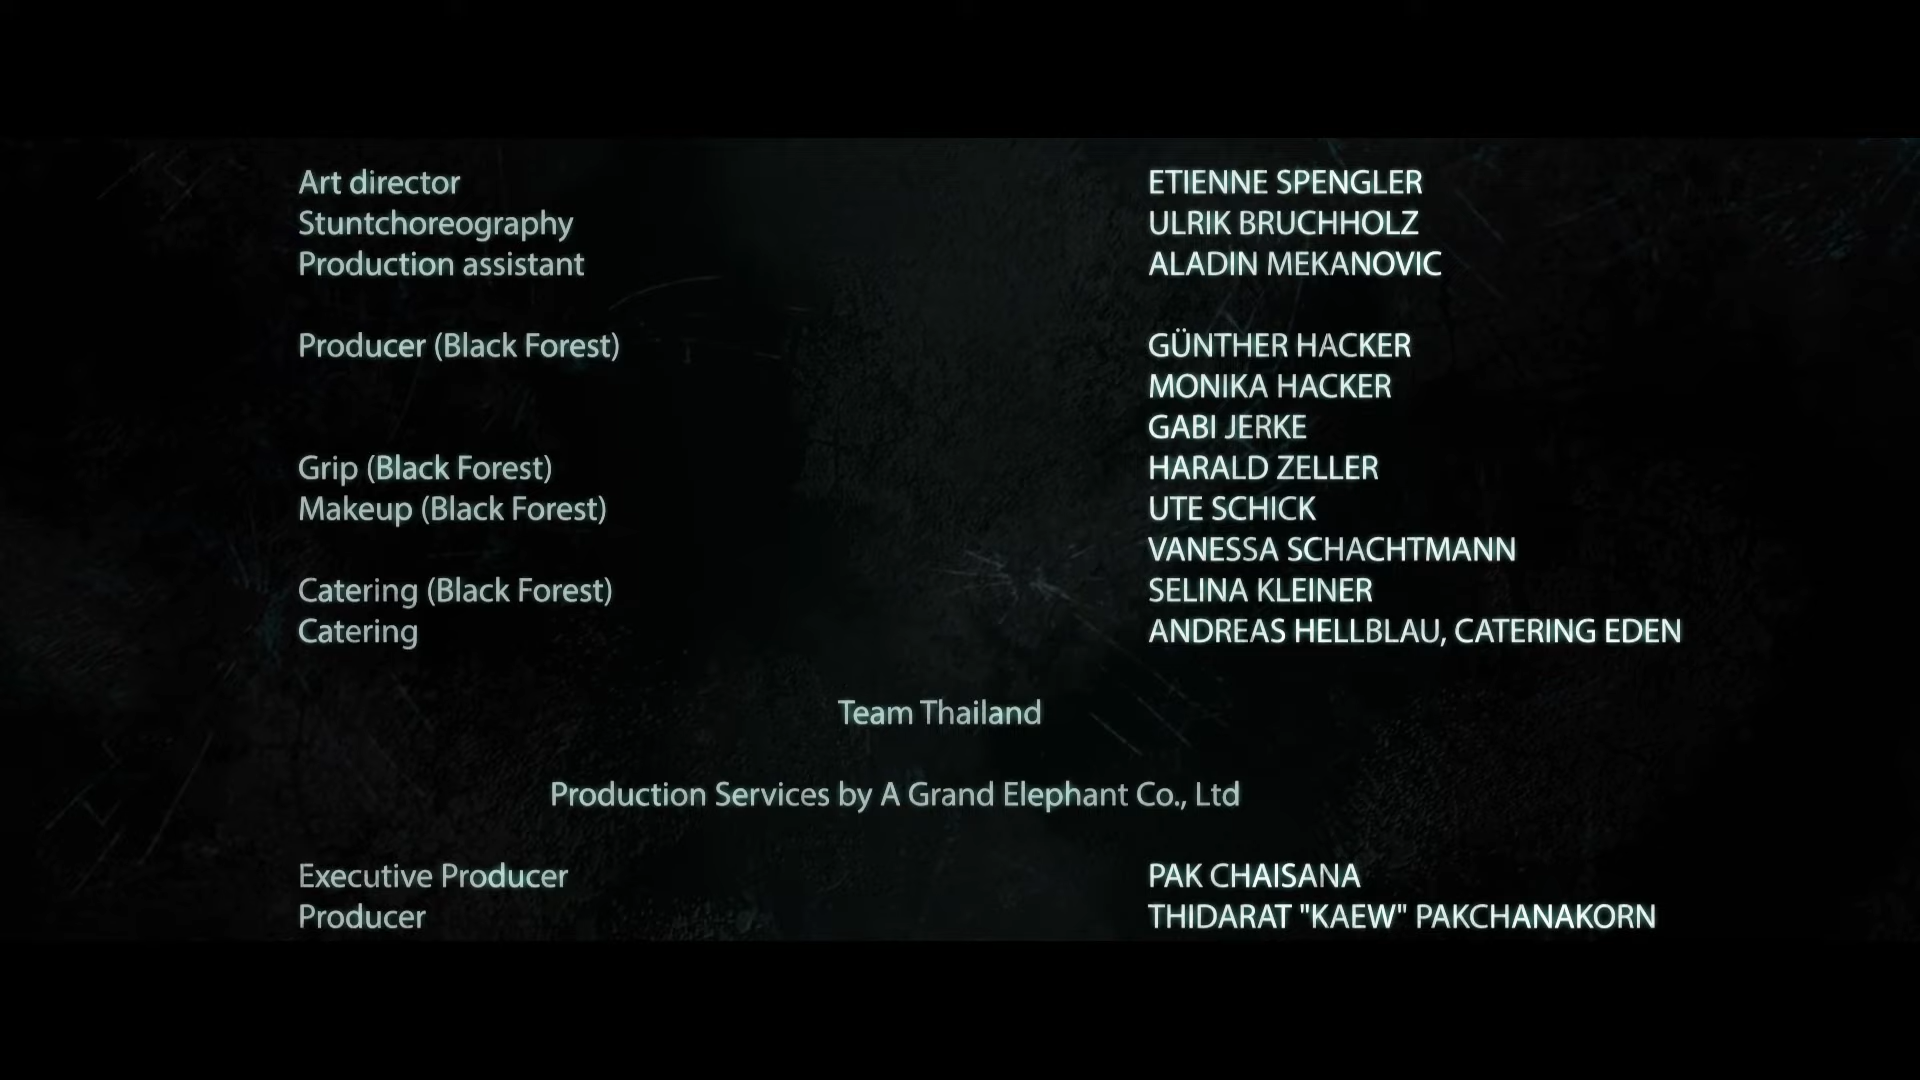 Art director ETIENNE SPENGLER
Stuntchoreography ULRIK BRUCHHOLZ
Production assistant ALADIN MEKANOVIC
Producer (Black Forest) GÜNTHER HACKER
MONIKA HACKER
GABI JERKE
Grip (Black Forest) HARALD ZELLER
Makeup (Black Forest) UTE SCHICK
VANESSA SCHACHTMANN
Catering (Black Forest) SELINA KLEINER
Catering ANDREAS HELLBLAU, CATERING EDEN
Team Thailand
Production Services by A Grand Elephant Co., Ltd
Executive Producer PAK CHAISANA
Producer THIDARAT "KAEW" PAKCHANAKORN